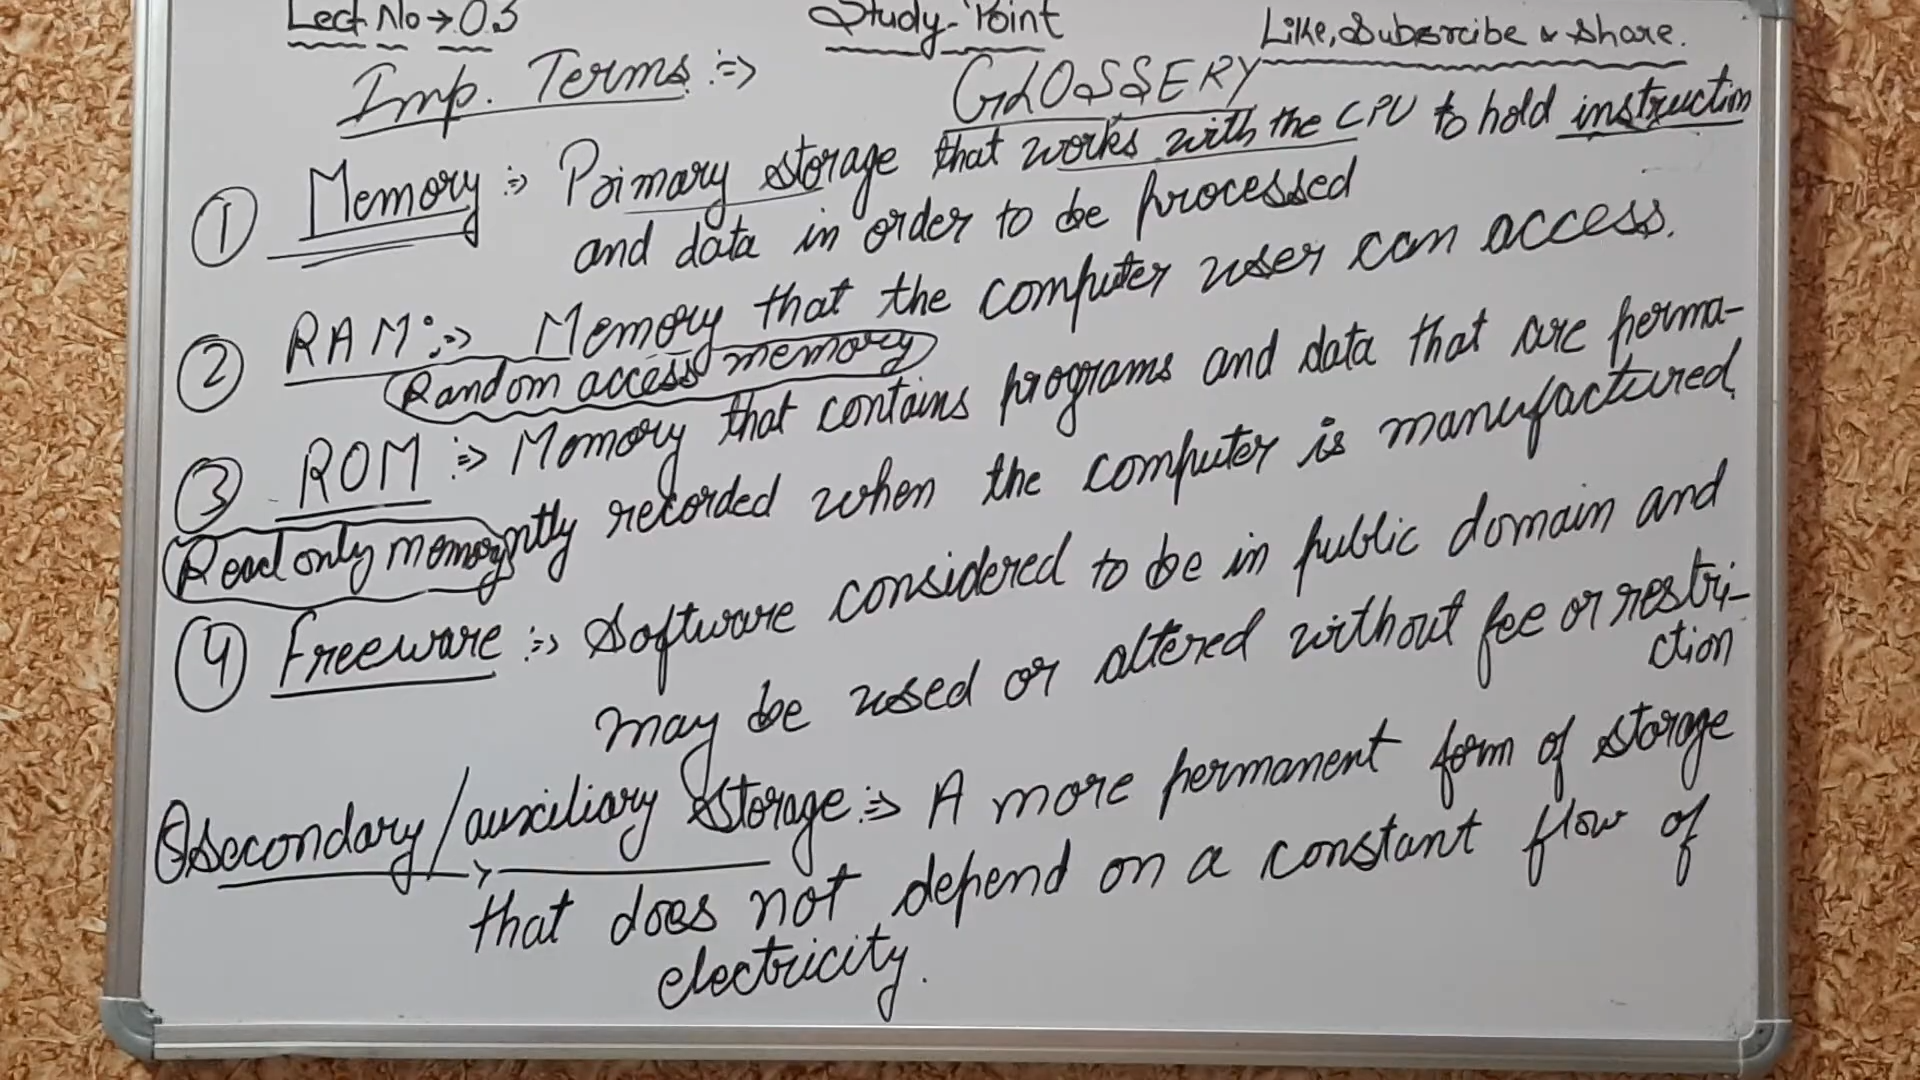 Lect No → 03
Study-Point
Like, Subsrcibe & Share.
Imp. Terms :⇒ GLOSSERY
① Memory :⇒ Primary storage that works with the CPU to hold instruction
and data in order to be processed
② RAM :⇒ Memory that the computer user can access.
Random access memory
③ ROM :⇒ Memory that contains programs and data that are perma-
Read only memory
ntly recorded when the computer is manufactured.
④ Freeware :⇒ Software considered to be in public domain and
may be used or altered without fee or restri-
ction
secondary/auxiliary storage :⇒ A more permanent form of storage
that does not depend on a constant flow of
electricity.